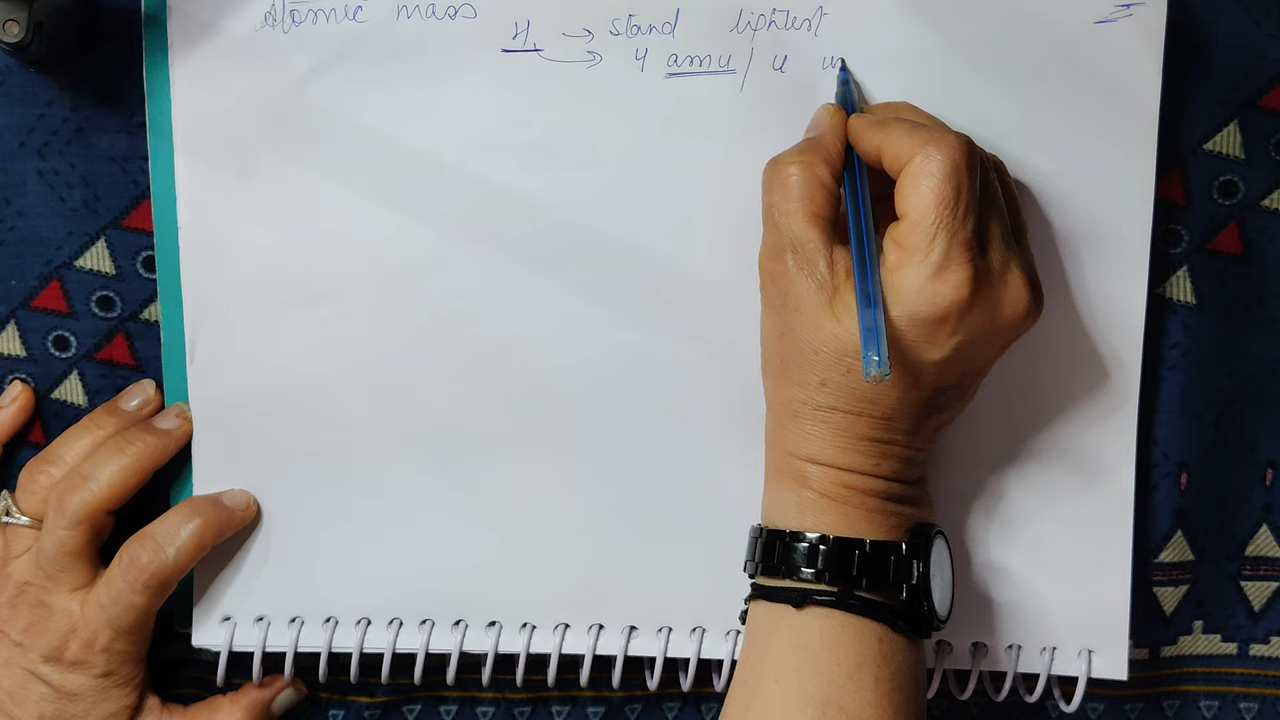 Atomic mass
H, → stand lightest
→ 4 amu / u u